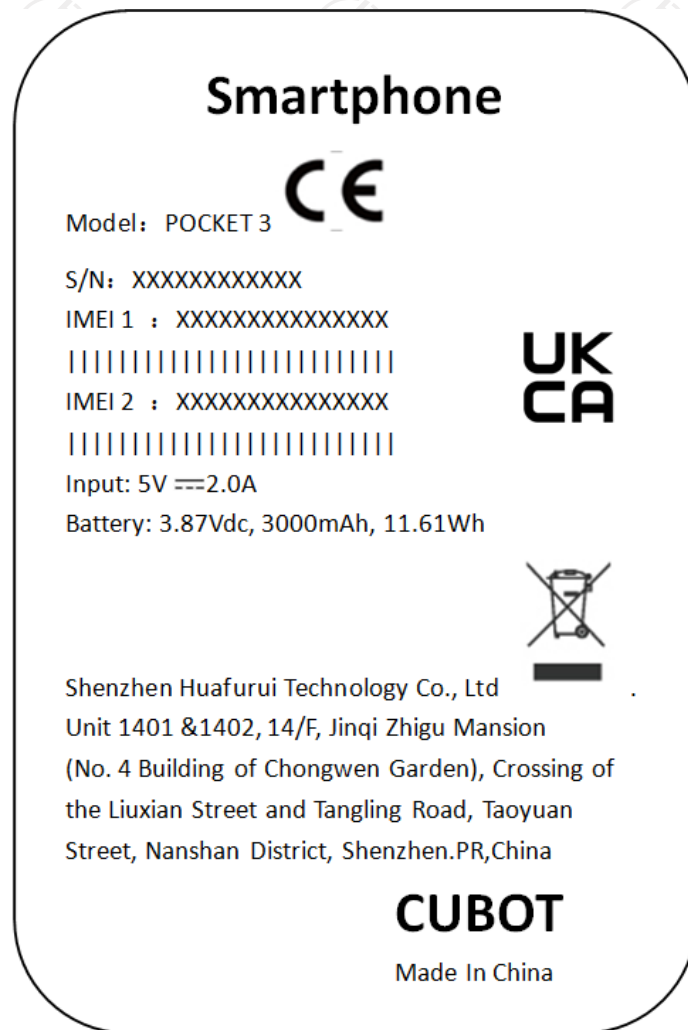 Smartphone
CE
Model：POCKET 3
S/N：XXXXXXXXXXXX
IMEI 1 ：XXXXXXXXXXXXXXX
IMEI 2 ：XXXXXXXXXXXXXXX
UK
CA
Input: 5V ⎓2.0A
Battery: 3.87Vdc, 3000mAh, 11.61Wh
Shenzhen Huafurui Technology Co., Ltd .
Unit 1401 &1402, 14/F, Jinqi Zhigu Mansion
(No. 4 Building of Chongwen Garden), Crossing of
the Liuxian Street and Tangling Road, Taoyuan
Street, Nanshan District, Shenzhen.PR,China
CUBOT
Made In China